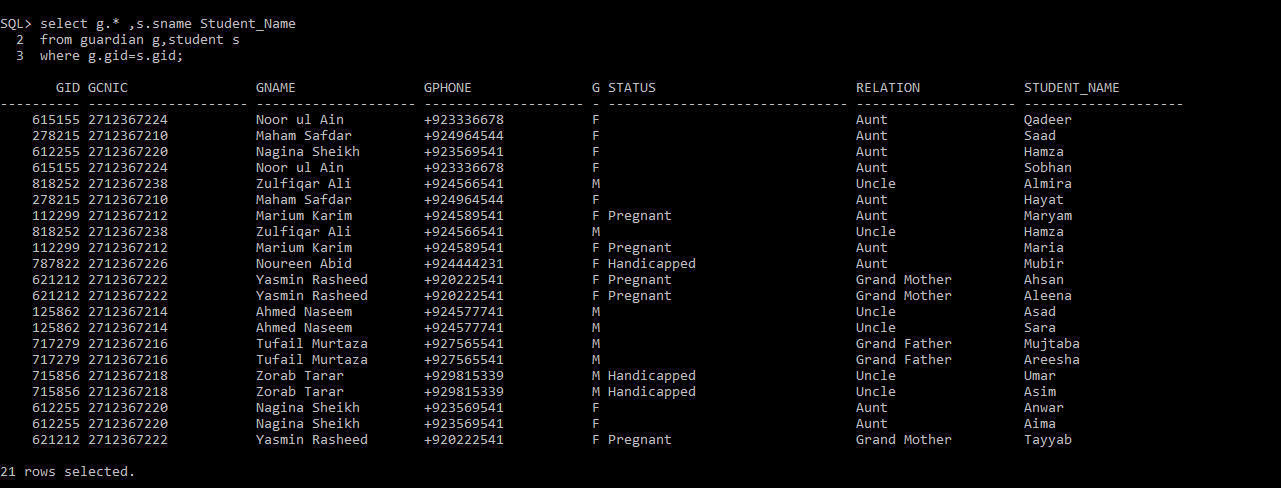 SQL> select g.* ,s.sname Student_Name
  2  from guardian g,student s
  3  where g.gid=s.gid;
       GID GCNIC                GNAME                GPHONE               G STATUS                         RELATION             STUDENT_NAME
---------- -------------------- -------------------- -------------------- - ------------------------------ -------------------- --------------------
    615155 2712367224           Noor ul Ain          +923336678           F                                Aunt                 Qadeer
    278215 2712367210           Maham Safdar         +924964544           F                                Aunt                 Saad
    612255 2712367220           Nagina Sheikh        +923569541           F                                Aunt                 Hamza
    615155 2712367224           Noor ul Ain          +923336678           F                                Aunt                 Sobhan
    818252 2712367238           Zulfiqar Ali         +924566541           M                                Uncle                Almira
    278215 2712367210           Maham Safdar         +924964544           F                                Aunt                 Hayat
    112299 2712367212           Marium Karim         +924589541           F Pregnant                       Aunt                 Maryam
    818252 2712367238           Zulfiqar Ali         +924566541           M                                Uncle                Hamza
    112299 2712367212           Marium Karim         +924589541           F Pregnant                       Aunt                 Maria
    787822 2712367226           Noureen Abid         +924444231           F Handicapped                    Aunt                 Mubir
    621212 2712367222           Yasmin Rasheed       +920222541           F Pregnant                       Grand Mother         Ahsan
    621212 2712367222           Yasmin Rasheed       +920222541           F Pregnant                       Grand Mother         Aleena
    125862 2712367214           Ahmed Naseem         +924577741           M                                Uncle                Asad
    125862 2712367214           Ahmed Naseem         +924577741           M                                Uncle                Sara
    717279 2712367216           Tufail Murtaza       +927565541           M                                Grand Father         Mujtaba
    717279 2712367216           Tufail Murtaza       +927565541           M                                Grand Father         Areesha
    715856 2712367218           Zorab Tarar          +929815339           M Handicapped                    Uncle                Umar
    715856 2712367218           Zorab Tarar          +929815339           M Handicapped                    Uncle                Asim
    612255 2712367220           Nagina Sheikh        +923569541           F                                Aunt                 Anwar
    612255 2712367220           Nagina Sheikh        +923569541           F                                Aunt                 Aima
    621212 2712367222           Yasmin Rasheed       +920222541           F Pregnant                       Grand Mother         Tayyab
21 rows selected.